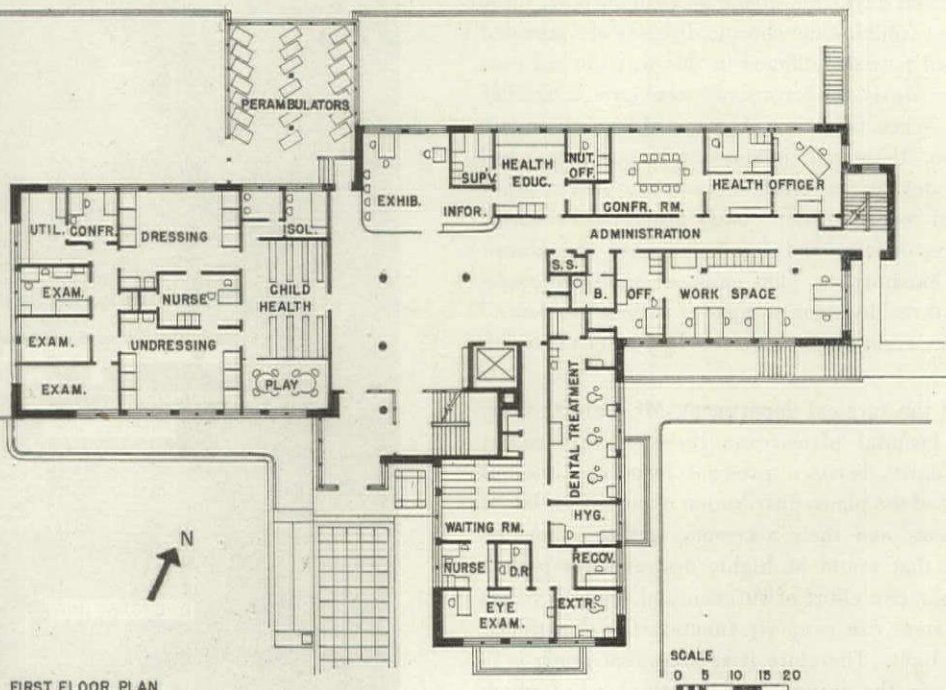 PERAMBULATORS
EXHIB.
SUPV.
HEALTH
EDUC.
NUT.
OFF.
INFOR.
CONFR. RM.
HEALTH OFFICER
ADMINISTRATION
UTIL.
CONFR.
DRESSING
SOL.
EXAM.
NURSE
CHILD
HEALTH
EXAM.
UNDRESSING
EXAM.
PLAY
S.S.
B.
OFF.
WORK SPACE
DENTAL TREATMENT
WAITING RM.
HYG.
NURSE
D.R.
RECOV.
EYE
EXAM.
EXTR.
N
SCALE
0 5 10 15 20
FIRST FLOOR PLAN